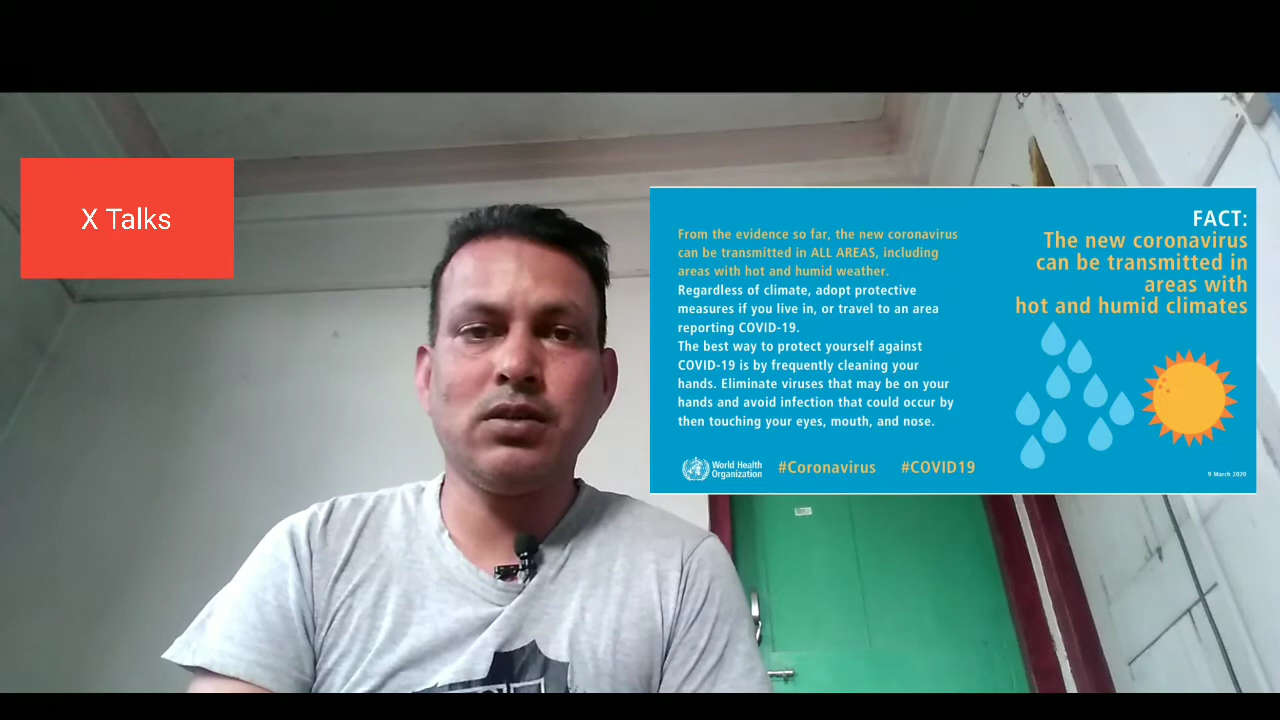 X Talks
From the evidence so far, the new coronavirus
can be transmitted in ALL AREAS, including
areas with hot and humid weather.
Regardless of climate, adopt protective
measures if you live in, or travel to an area
reporting COVID-19.
The best way to protect yourself against
COVID-19 is by frequently cleaning your
hands. Eliminate viruses that may be on your
hands and avoid infection that could occur by
then touching your eyes, mouth, and nose.
World Health
Organization
#Coronavirus #COVID19
FACT:
The new coronavirus
can be transmitted in
areas with
hot and humid climates
9 March 2020